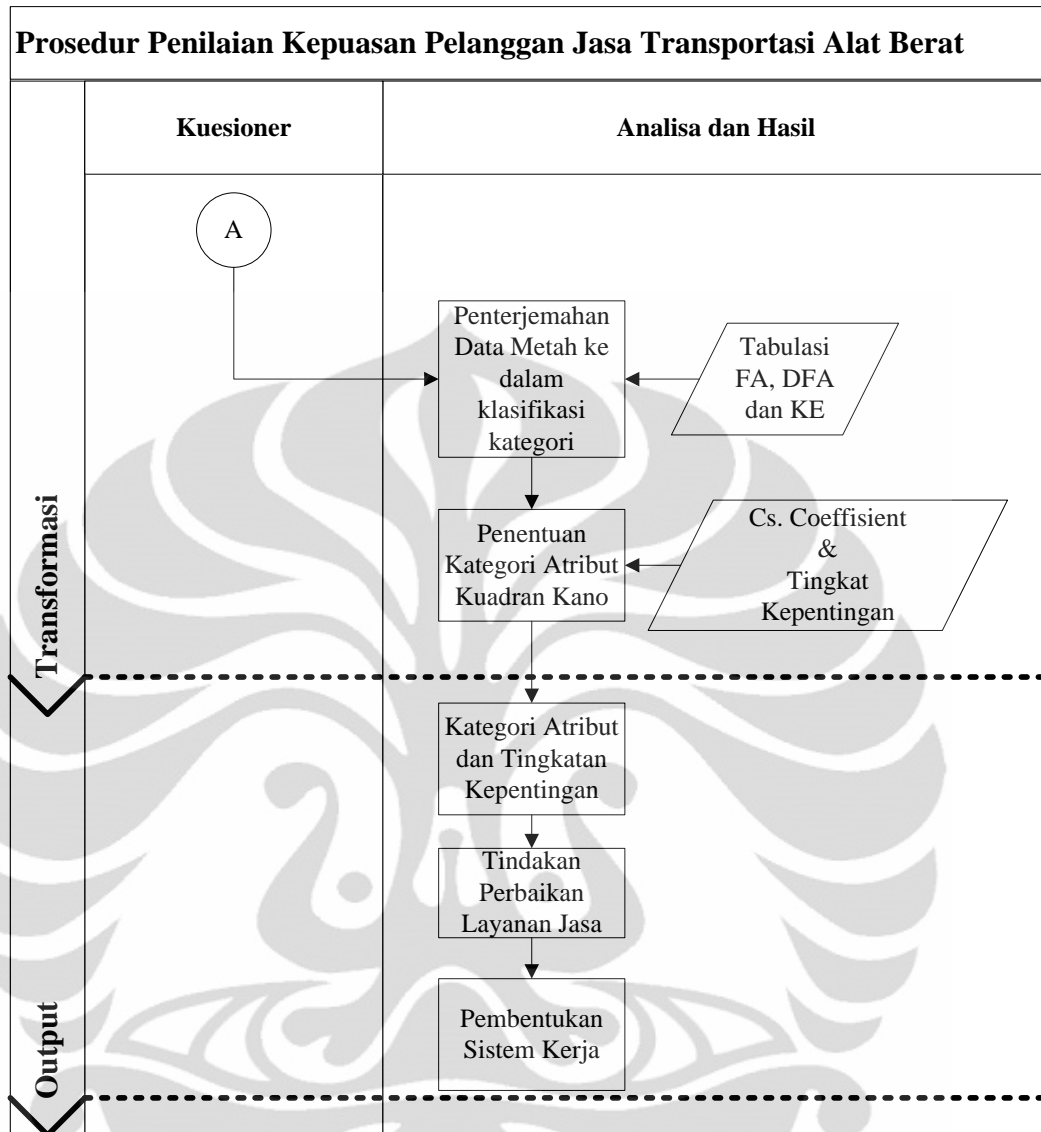 Prosedur Penilaian Kepuasan Pelanggan Jasa Transportasi Alat Berat
Kuesioner
Analisa dan Hasil
A
Penterjemahan
Data Metah ke
dalam
klasifikasi
kategori
Tabulasi
FA, DFA
dan KE
Penentuan
Kategori Atribut
Kuadran Kano
Cs. Coeffisient
&
Tingkat
Kepentingan
Transformasi
Kategori Atribut
dan Tingkatan
Kepentingan
Tindakan
Perbaikan
Layanan Jasa
Pembentukan
Sistem Kerja
Output